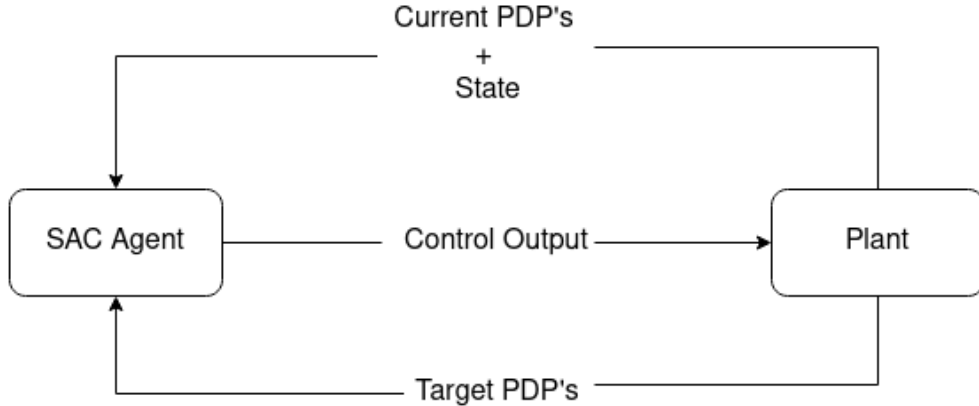 Current PDP's
+
State
SAC Agent
Control Output
Plant
Target PDP's